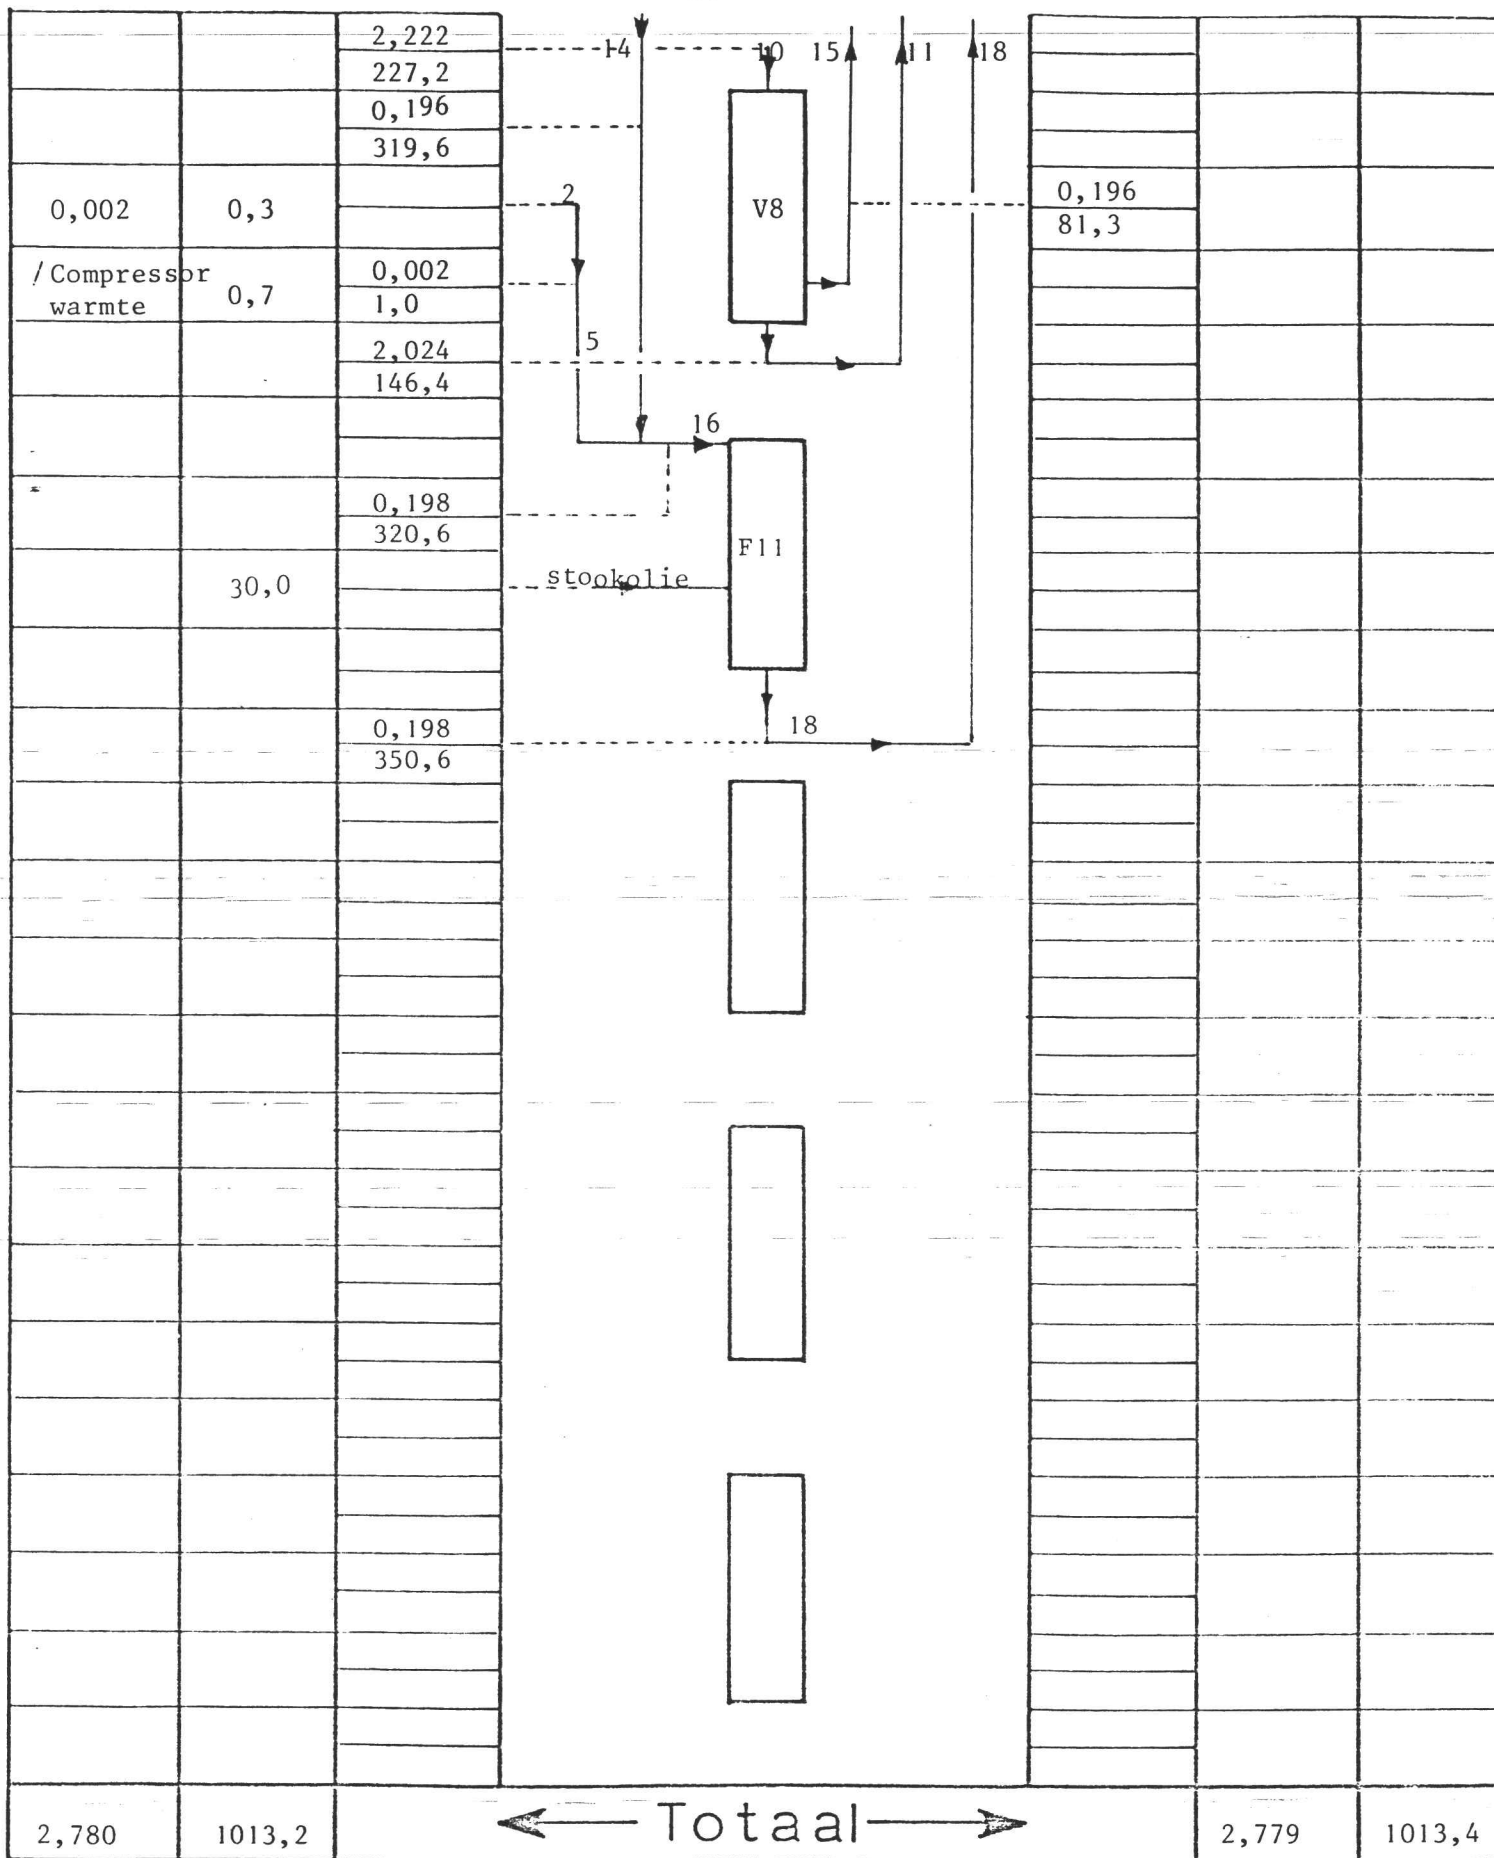 2,222
14 10 15 11 18
227,2
0,196
319,6
2
V8
0,002 0,3
0,196
81,3
/Compressor
warmte
0,7
0,002
1,0
5
2,024
146,4
16
0,198
320,6
F11
stookolie
30,0
0,198
18
350,6
Totaal
2,780 1013,2 2,779 1013,4